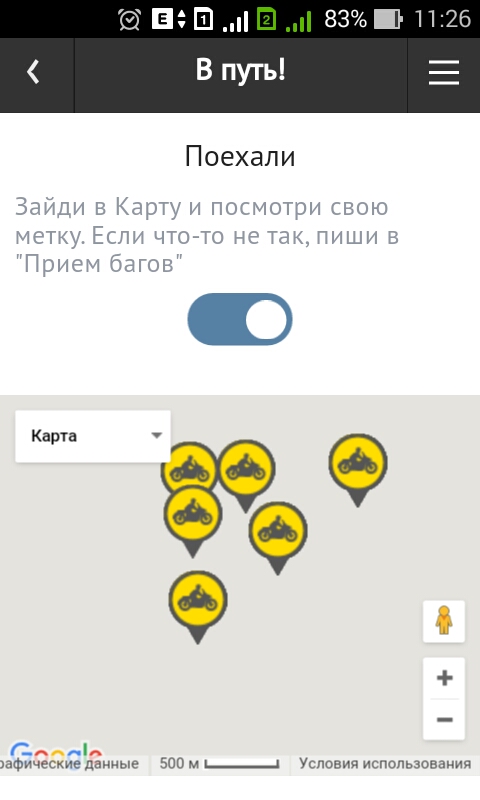 E 1 2 83% 11:26
В путь!
Поехали
Зайди в Карту и посмотри свою
метку. Если что-то не так, пиши в
"Прием багов"
Карта
Google
рафические данные 500 м Условия использования